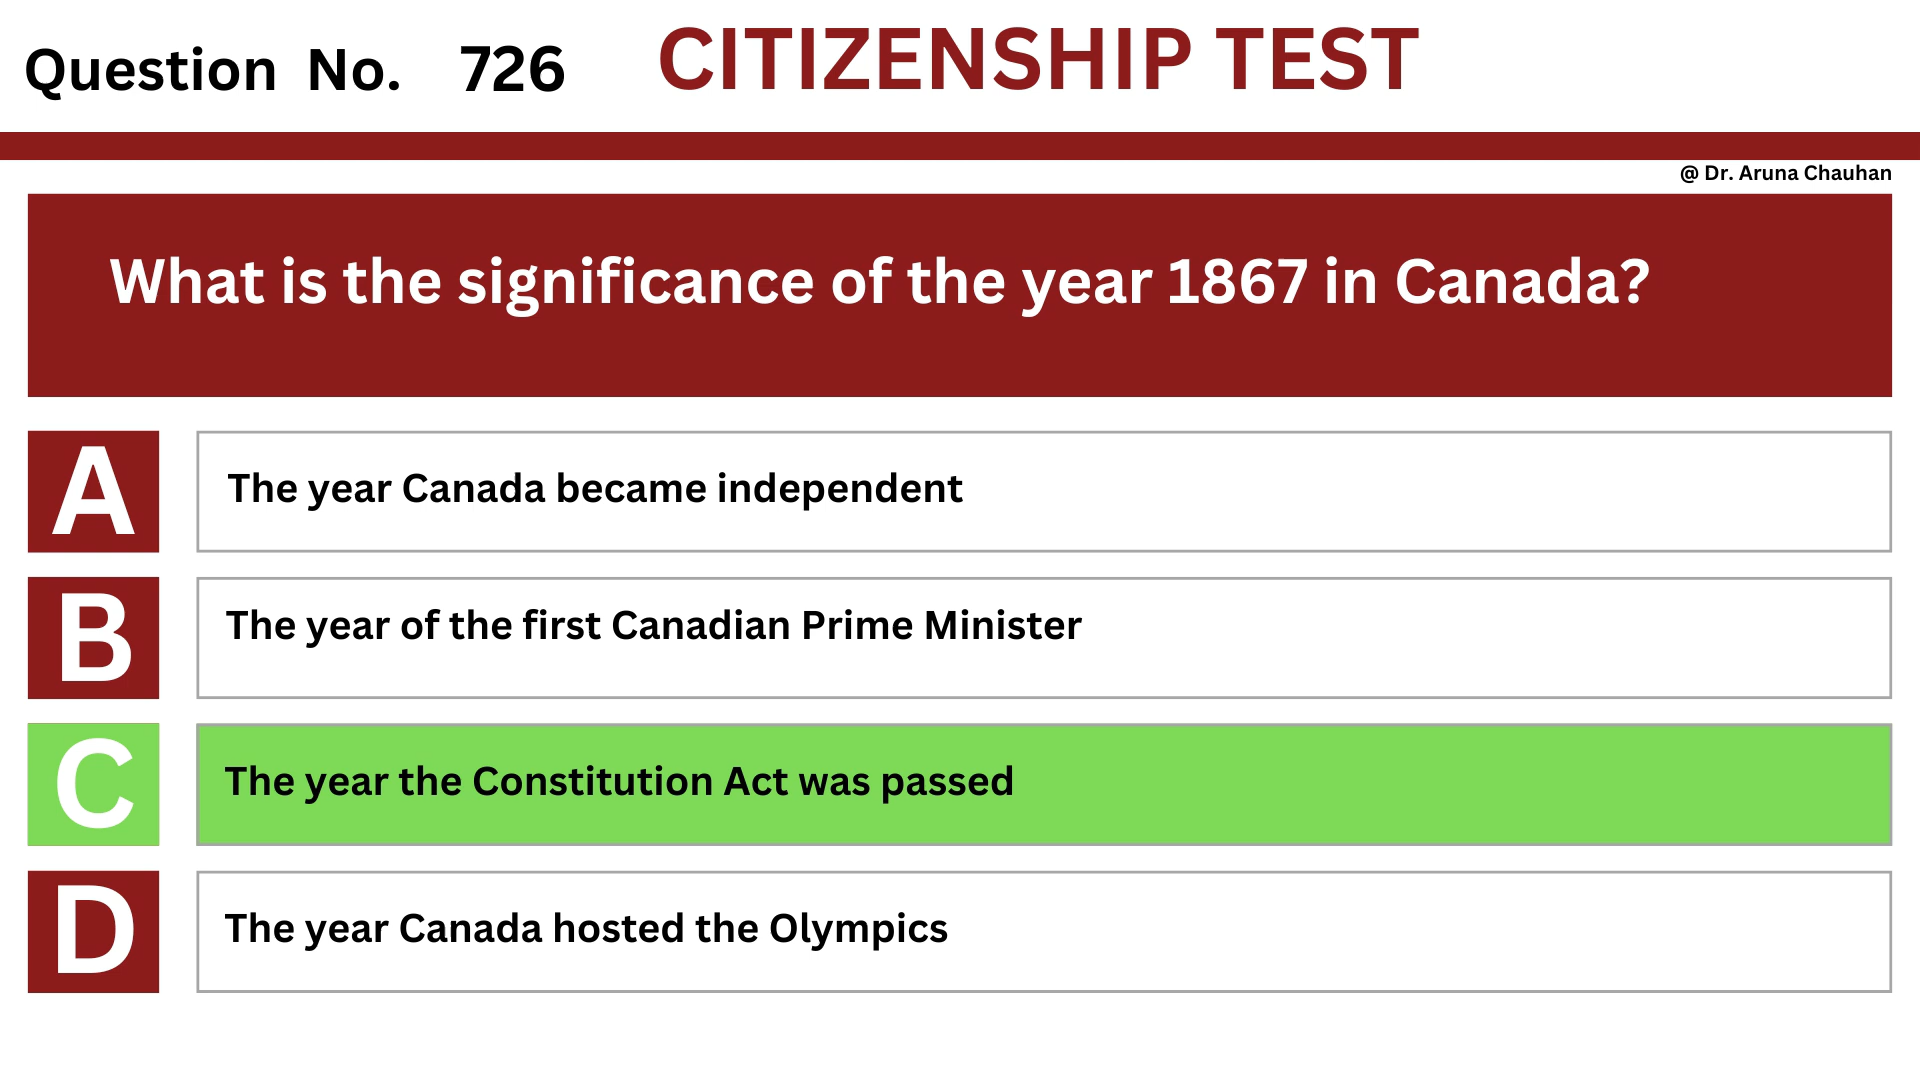 Question No. 726 CITIZENSHIP TEST
@ Dr. Aruna Chauhan
What is the significance of the year 1867 in Canada?
A The year Canada became independent
B The year of the first Canadian Prime Minister
C The year the Constitution Act was passed
D The year Canada hosted the Olympics